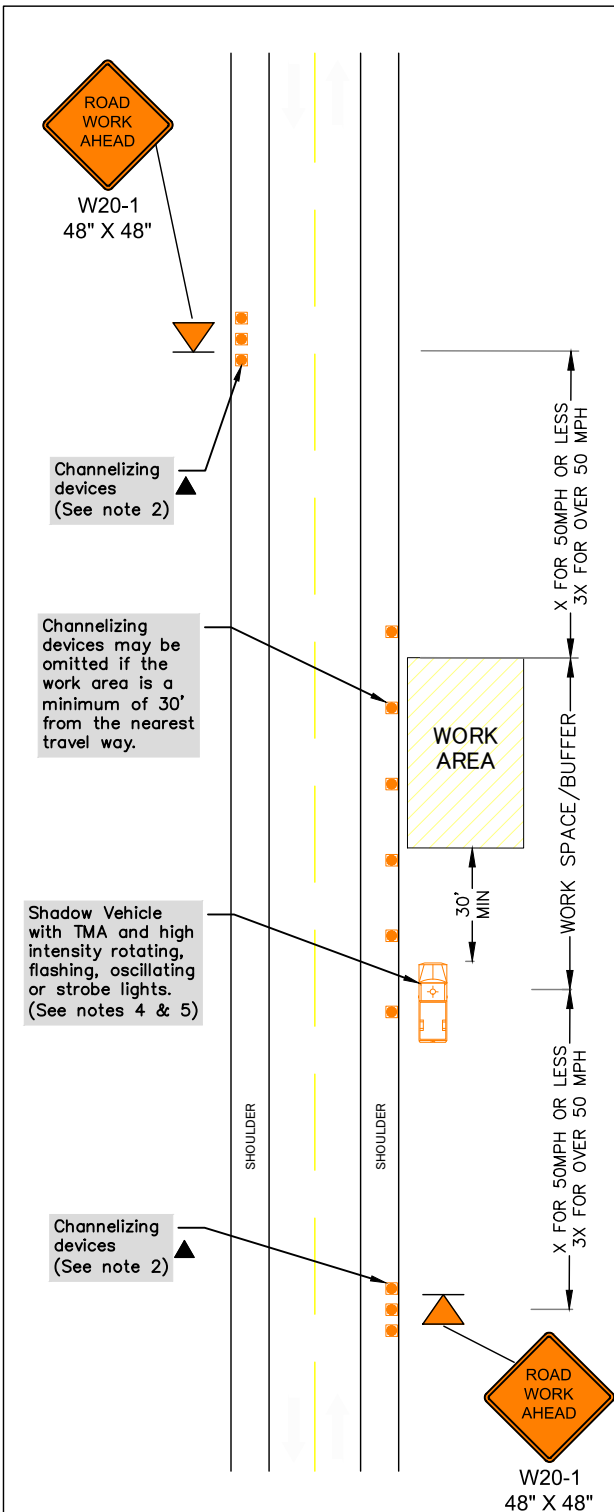 ROAD
WORK
AHEAD
W20-1
48" X 48"
X FOR 50MPH OR LESS
3X FOR OVER 50 MPH
Channelizing
devices
(See note 2)
Channelizing
devices may be
omitted if the
work area is a
minimum of 30'
from the nearest
travel way.
WORK
AREA
WORK SPACE/BUFFER
30'
MIN
Shadow Vehicle
with TMA and high
intensity rotating,
flashing, oscillating
or strobe lights.
(See notes 4 & 5)
SHOULDER
SHOULDER
X FOR 50MPH OR LESS
3X FOR OVER 50 MPH
Channelizing
devices
(See note 2)
ROAD
WORK
AHEAD
W20-1
48" X 48"